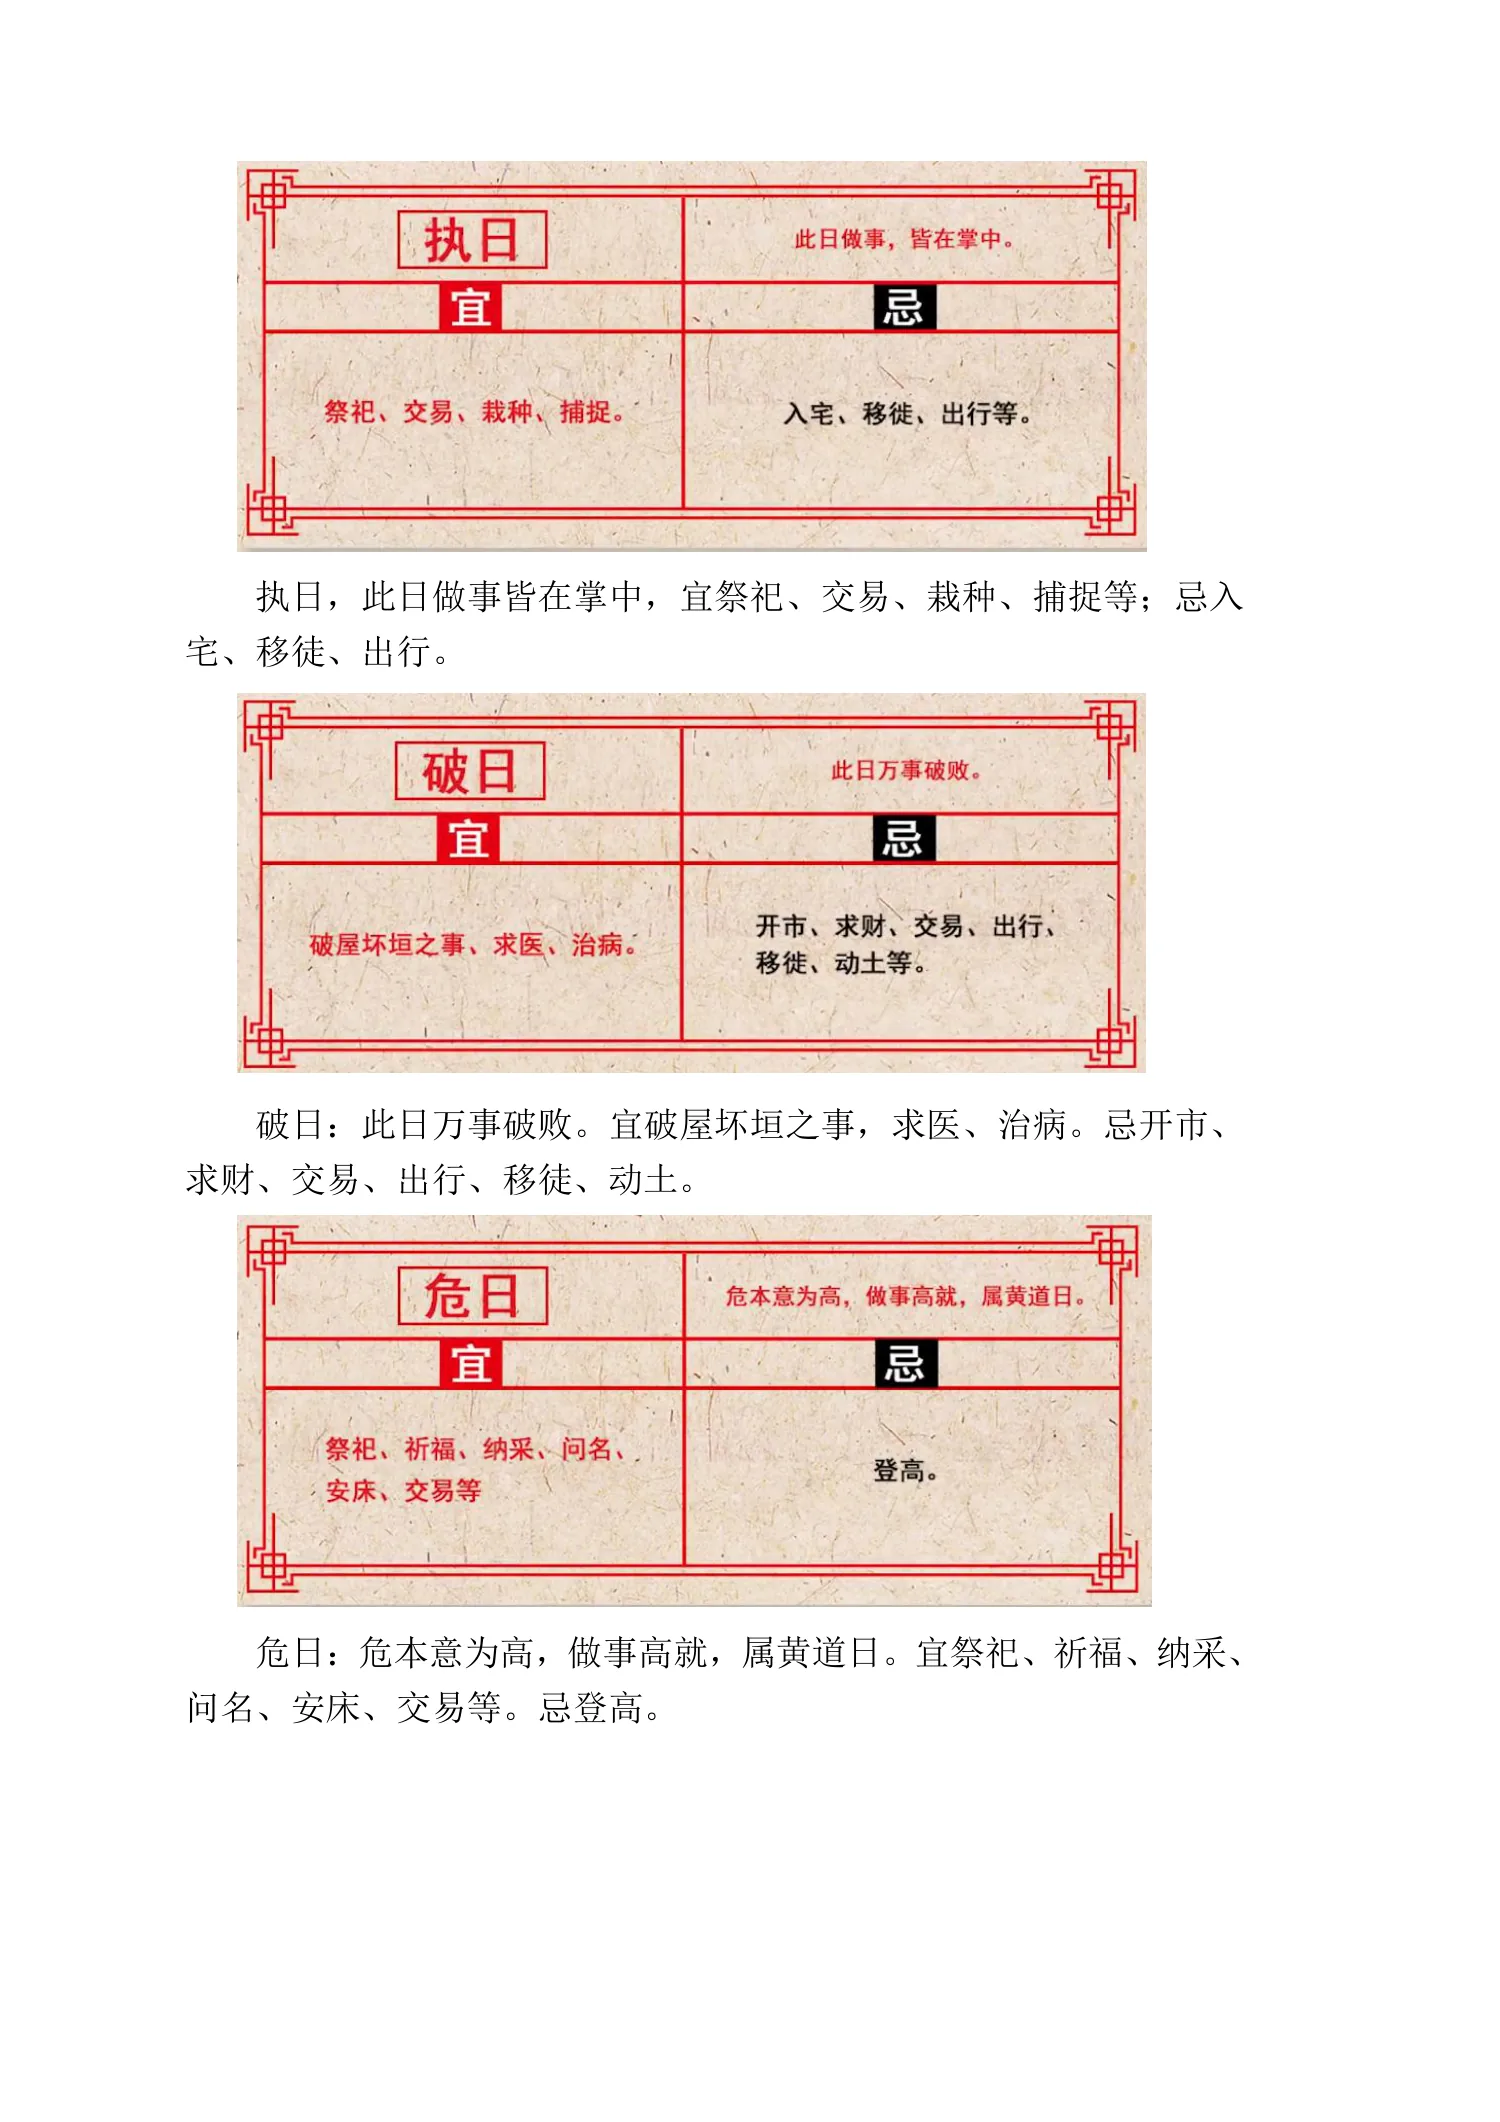 执日
此日做事，皆在掌中。
宜
忌
祭祀、交易、栽种、捕捉。
入宅、移徙、出行等。
执日，此日做事皆在掌中，宜祭祀、交易、栽种、捕捉等；忌入
宅、移徒、出行。
破日
此日万事破败。
宜
忌
破屋坏垣之事、求医、治病。
开市、求财、交易、出行、
移徙、动土等。
破日：此日万事破败。宜破屋坏垣之事，求医、治病。忌开市、
求财、交易、出行、移徒、动土。
危日
危本意为高，做事高就，属黄道日。
宜
忌
祭祀、祈福、纳采、问名、
安床、交易等
登高。
危日：危本意为高，做事高就，属黄道日。宜祭祀、祈福、纳采、
问名、安床、交易等。忌登高。